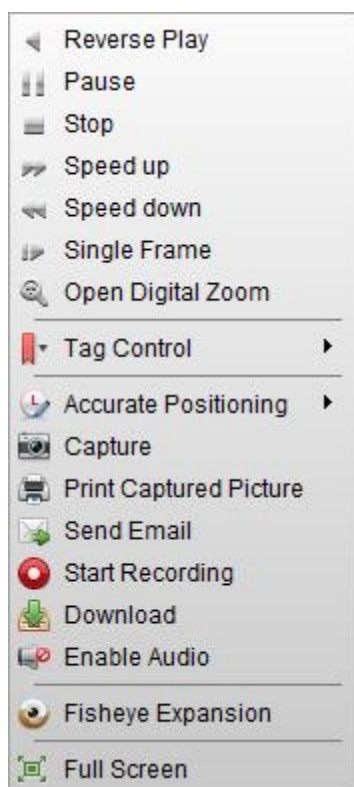 Reverse Play
Pause
Stop
Speed up
Speed down
Single Frame
Open Digital Zoom
Tag Control
Accurate Positioning
Capture
Print Captured Picture
Send Email
Start Recording
Download
Enable Audio
Fisheye Expansion
Full Screen